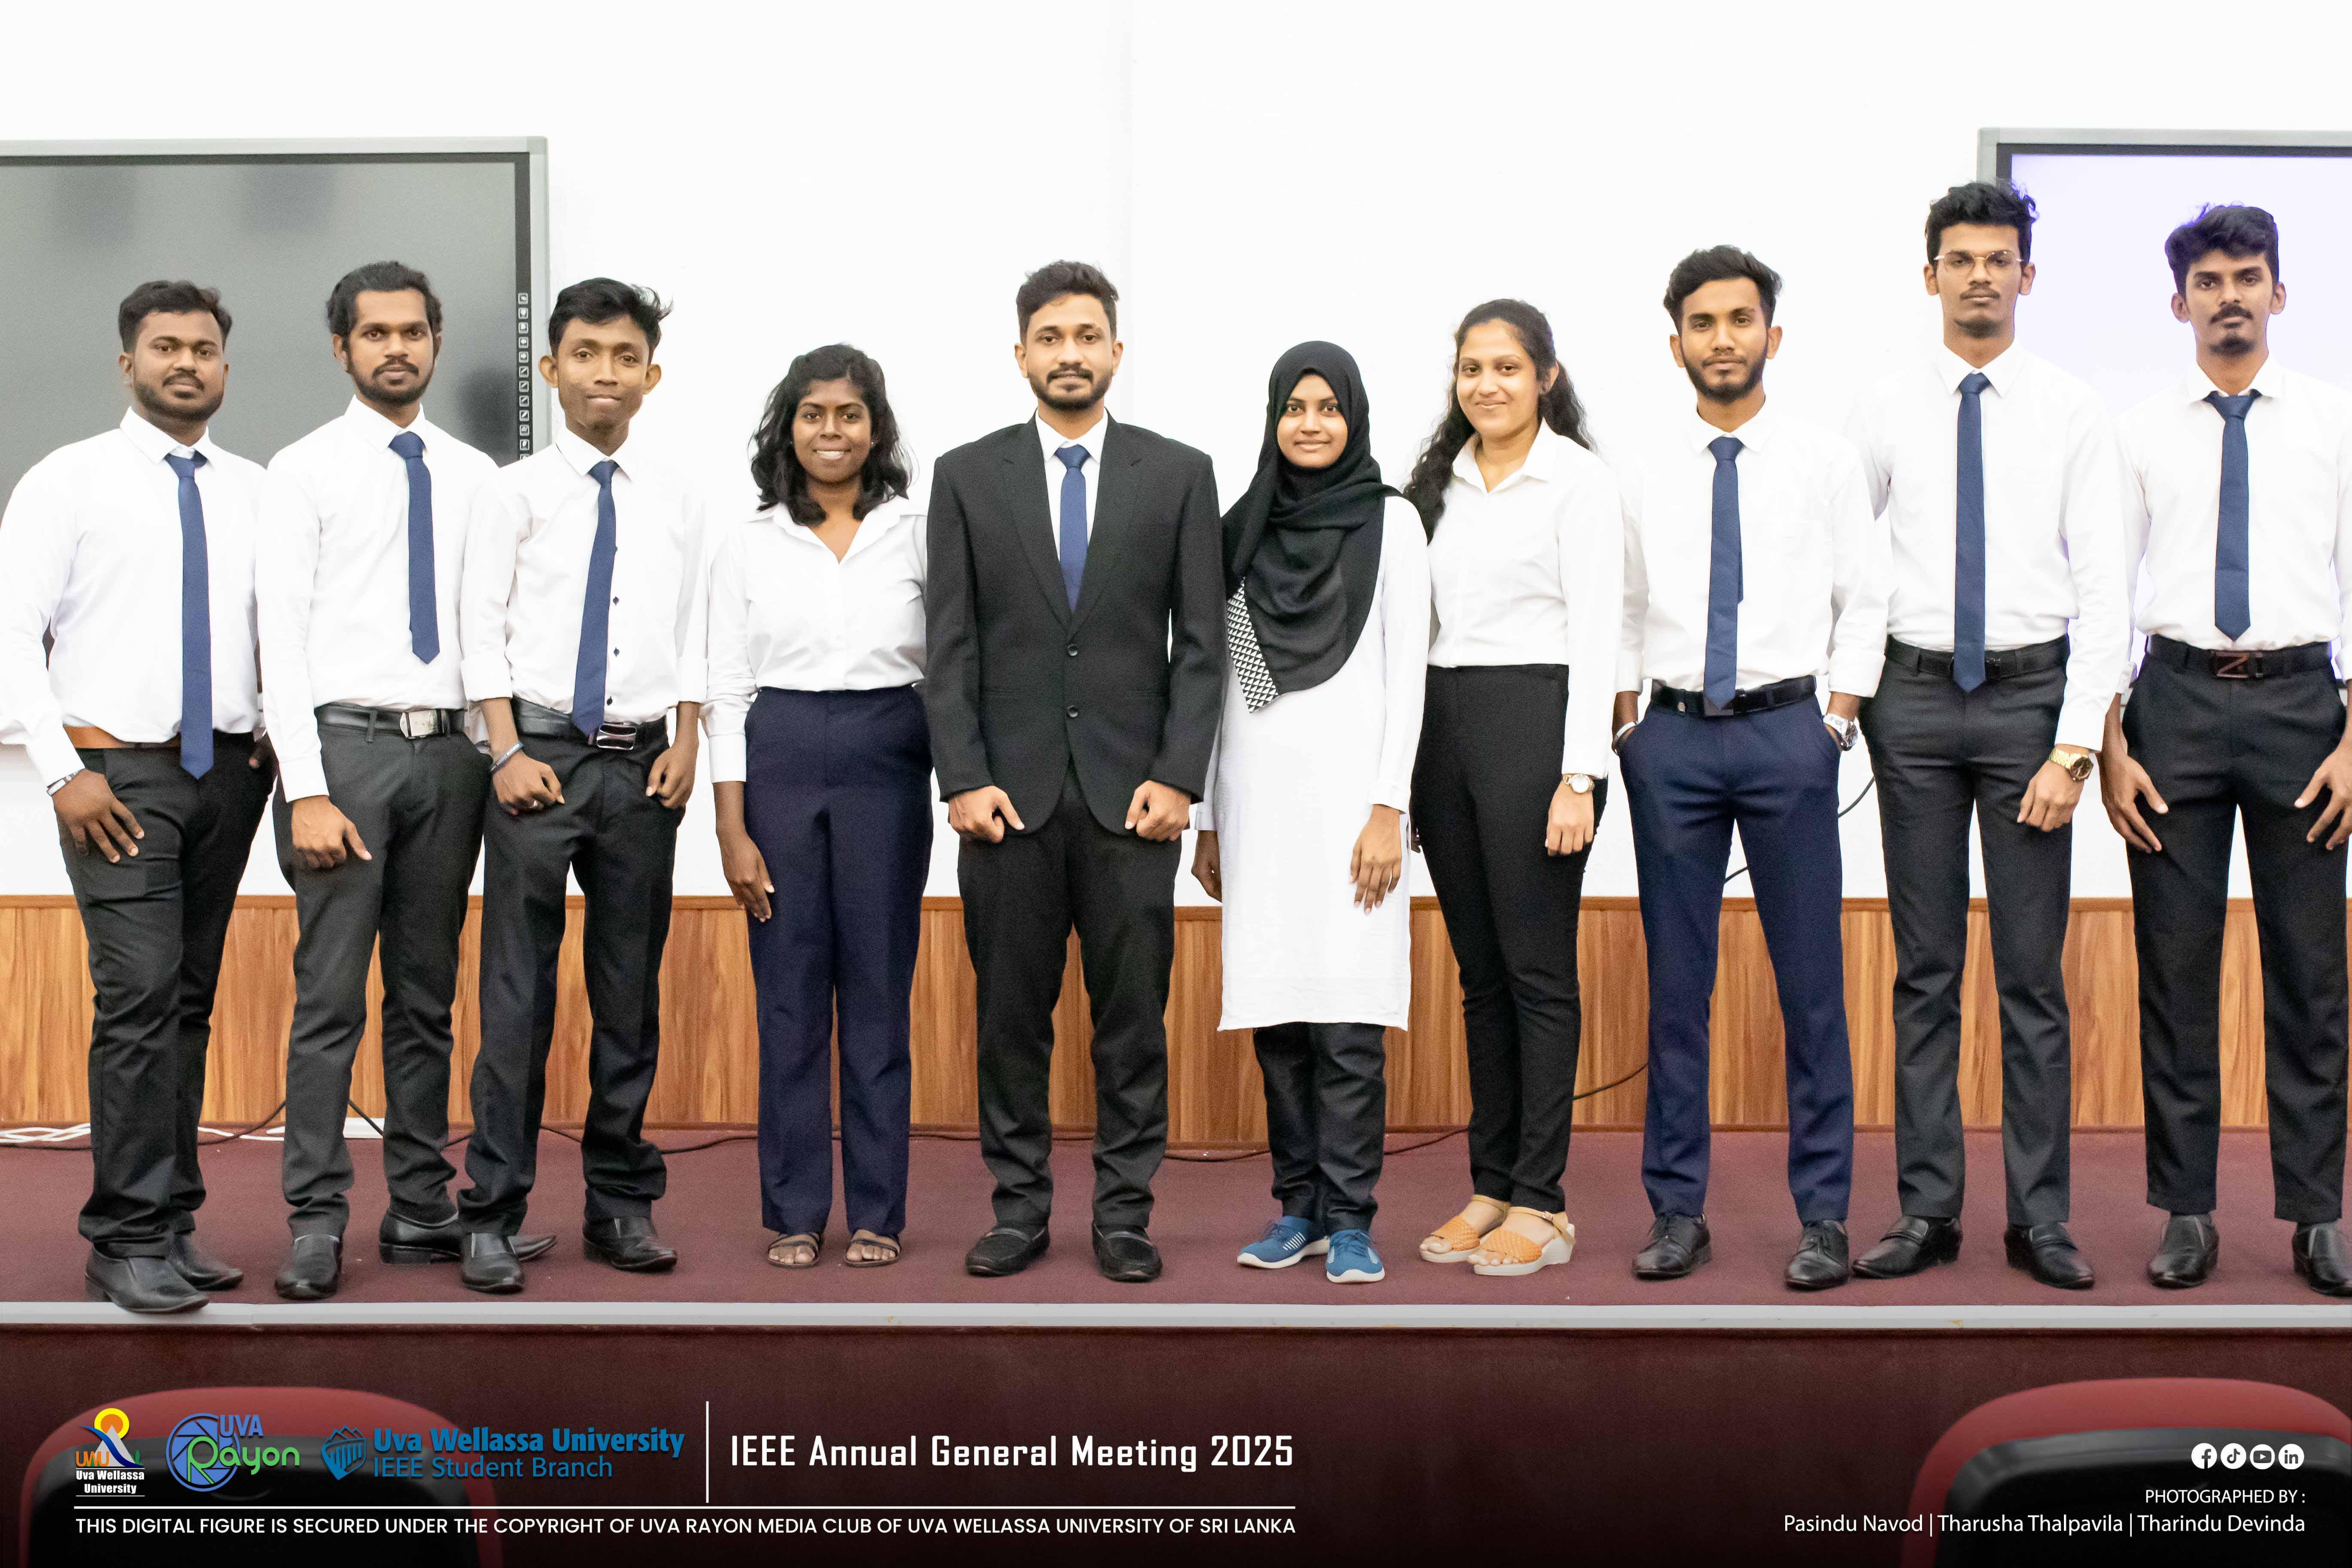 UWU
Uva Wellassa
University
UVA
Rayon
Uva Wellassa University
IEEE Student Branch
IEEE Annual General Meeting 2025
THIS DIGITAL FIGURE IS SECURED UNDER THE COPYRIGHT OF UVA RAYON MEDIA CLUB OF UVA WELLASSA UNIVERSITY OF SRI LANKA
PHOTOGRAPHED BY :
Pasindu Navod | Tharusha Thalpavila | Tharindu Devinda